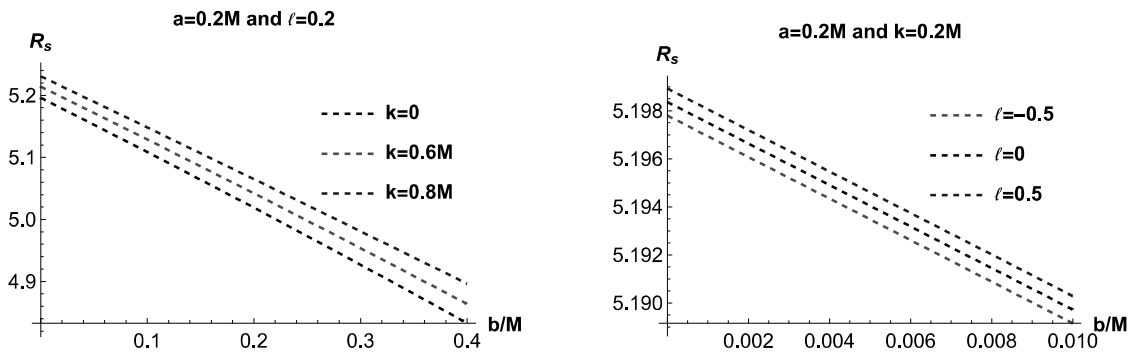 a=0.2M and ℓ=0.2
R_s
5.2
5.1
5.0
4.9
0.1
0.2
0.3
0.4
b/M
k=0
k=0.6M
k=0.8M
a=0.2M and k=0.2M
R_s
5.198
5.196
5.194
5.192
5.190
0.002
0.004
0.006
0.008
0.010
b/M
ℓ=−0.5
ℓ=0
ℓ=0.5